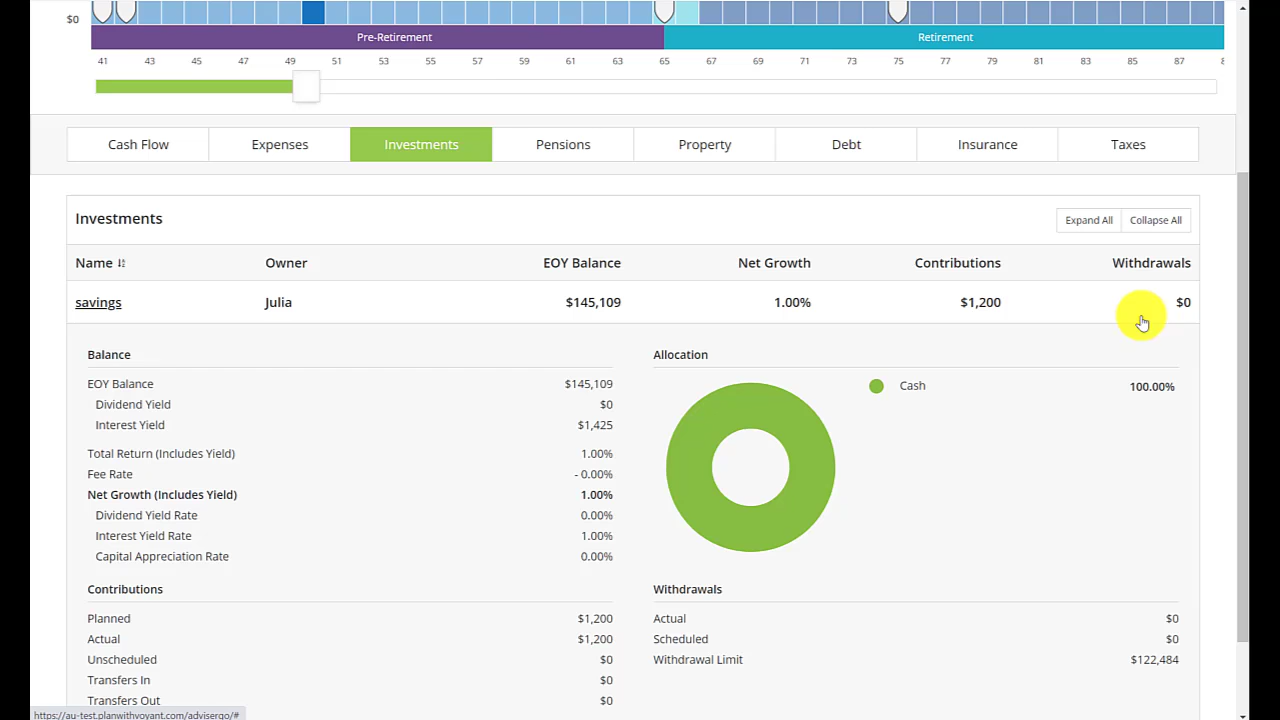 $0
Pre-Retirement Retirement
41 43 45 47 49 51 53 55 57 59 61 63 65 67 69 71 73 75 77 79 81 83 85 87
Cash Flow Expenses Investments Pensions Property Debt Insurance Taxes
Investments Expand All Collapse All
Name Owner EOY Balance Net Growth Contributions Withdrawals
savings Julia $145,109 1.00% $1,200 $0
Balance
EOY Balance $145,109
Dividend Yield $0
Interest Yield $1,425
Total Return (Includes Yield) 1.00%
Fee Rate - 0.00%
Net Growth (Includes Yield) 1.00%
Dividend Yield Rate 0.00%
Interest Yield Rate 1.00%
Capital Appreciation Rate 0.00%
Allocation
Cash 100.00%
Contributions
Planned $1,200
Actual $1,200
Unscheduled $0
Transfers In $0
Transfers Out $0
Withdrawals
Actual $0
Scheduled $0
Withdrawal Limit $122,484
https://au-test.planwithvoyant.com/advisergo/#